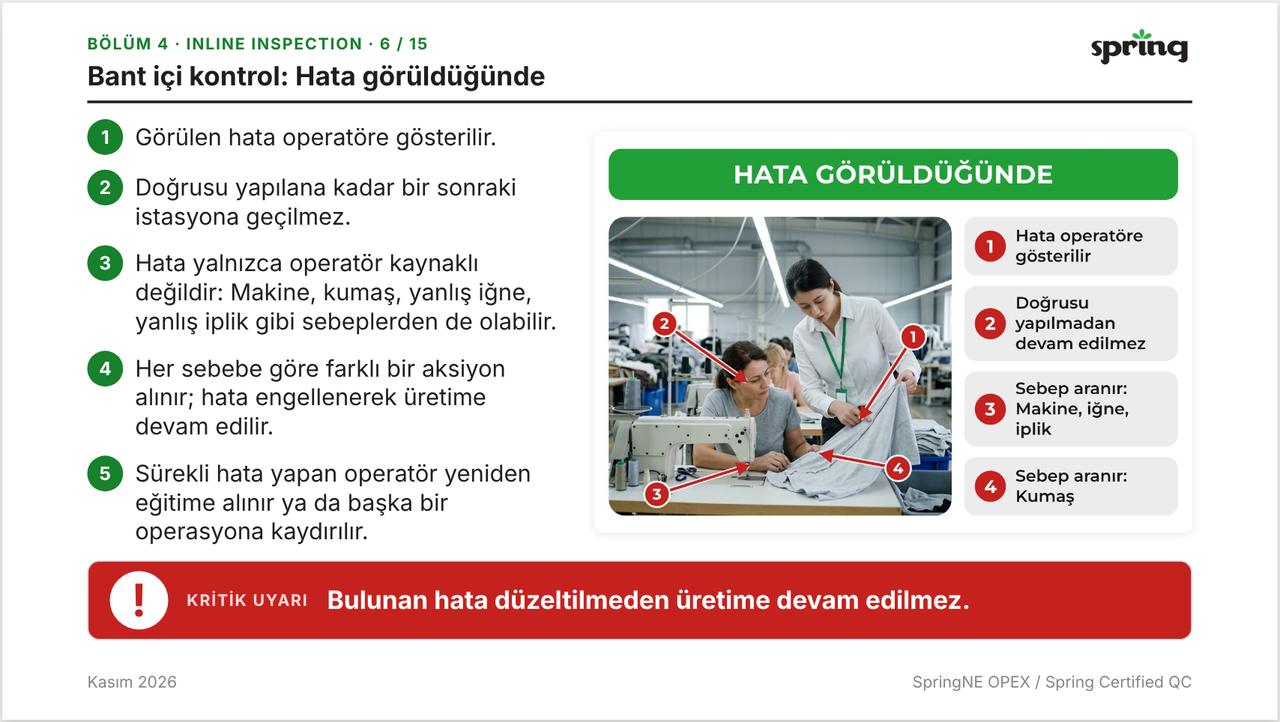 BÖLÜM 4 · INLINE INSPECTION · 6 / 15
spring
Bant içi kontrol: Hata görüldüğünde
1 Görülen hata operatöre gösterilir.
2 Doğrusu yapılana kadar bir sonraki
istasyona geçilmez.
3 Hata yalnızca operatör kaynaklı
değildir: Makine, kumaş, yanlış iğne,
yanlış iplik gibi sebeplerden de olabilir.
4 Her sebebe göre farklı bir aksiyon
alınır; hata engellenerek üretime
devam edilir.
5 Sürekli hata yapan operatör yeniden
eğitime alınır ya da başka bir
operasyona kaydırılır.
HATA GÖRÜLDÜĞÜNDE
2
1
3
4
1 Hata operatöre
gösterilir
2 Doğrusu
yapılmadan
devam edilmez
3 Sebep aranır:
Makine, iğne,
iplik
4 Sebep aranır:
Kumaş
! KRİTİK UYARI Bulunan hata düzeltilmeden üretime devam edilmez.
Kasım 2026
SpringNE OPEX / Spring Certified QC